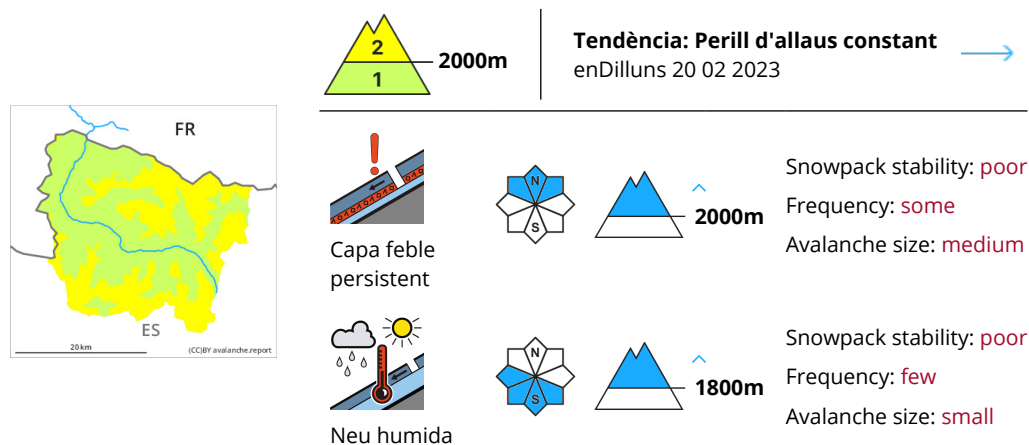 2
1
2000m
Tendència: Perill d'allaus constant
enDilluns 20 02 2023
FR
ES
20 km
(CC)BY avalanche.report
Capa feble
persistent
N
S
2000m
Snowpack stability: poor
Frequency: some
Avalanche size: medium
Neu humida
N
S
1800m
Snowpack stability: poor
Frequency: few
Avalanche size: small